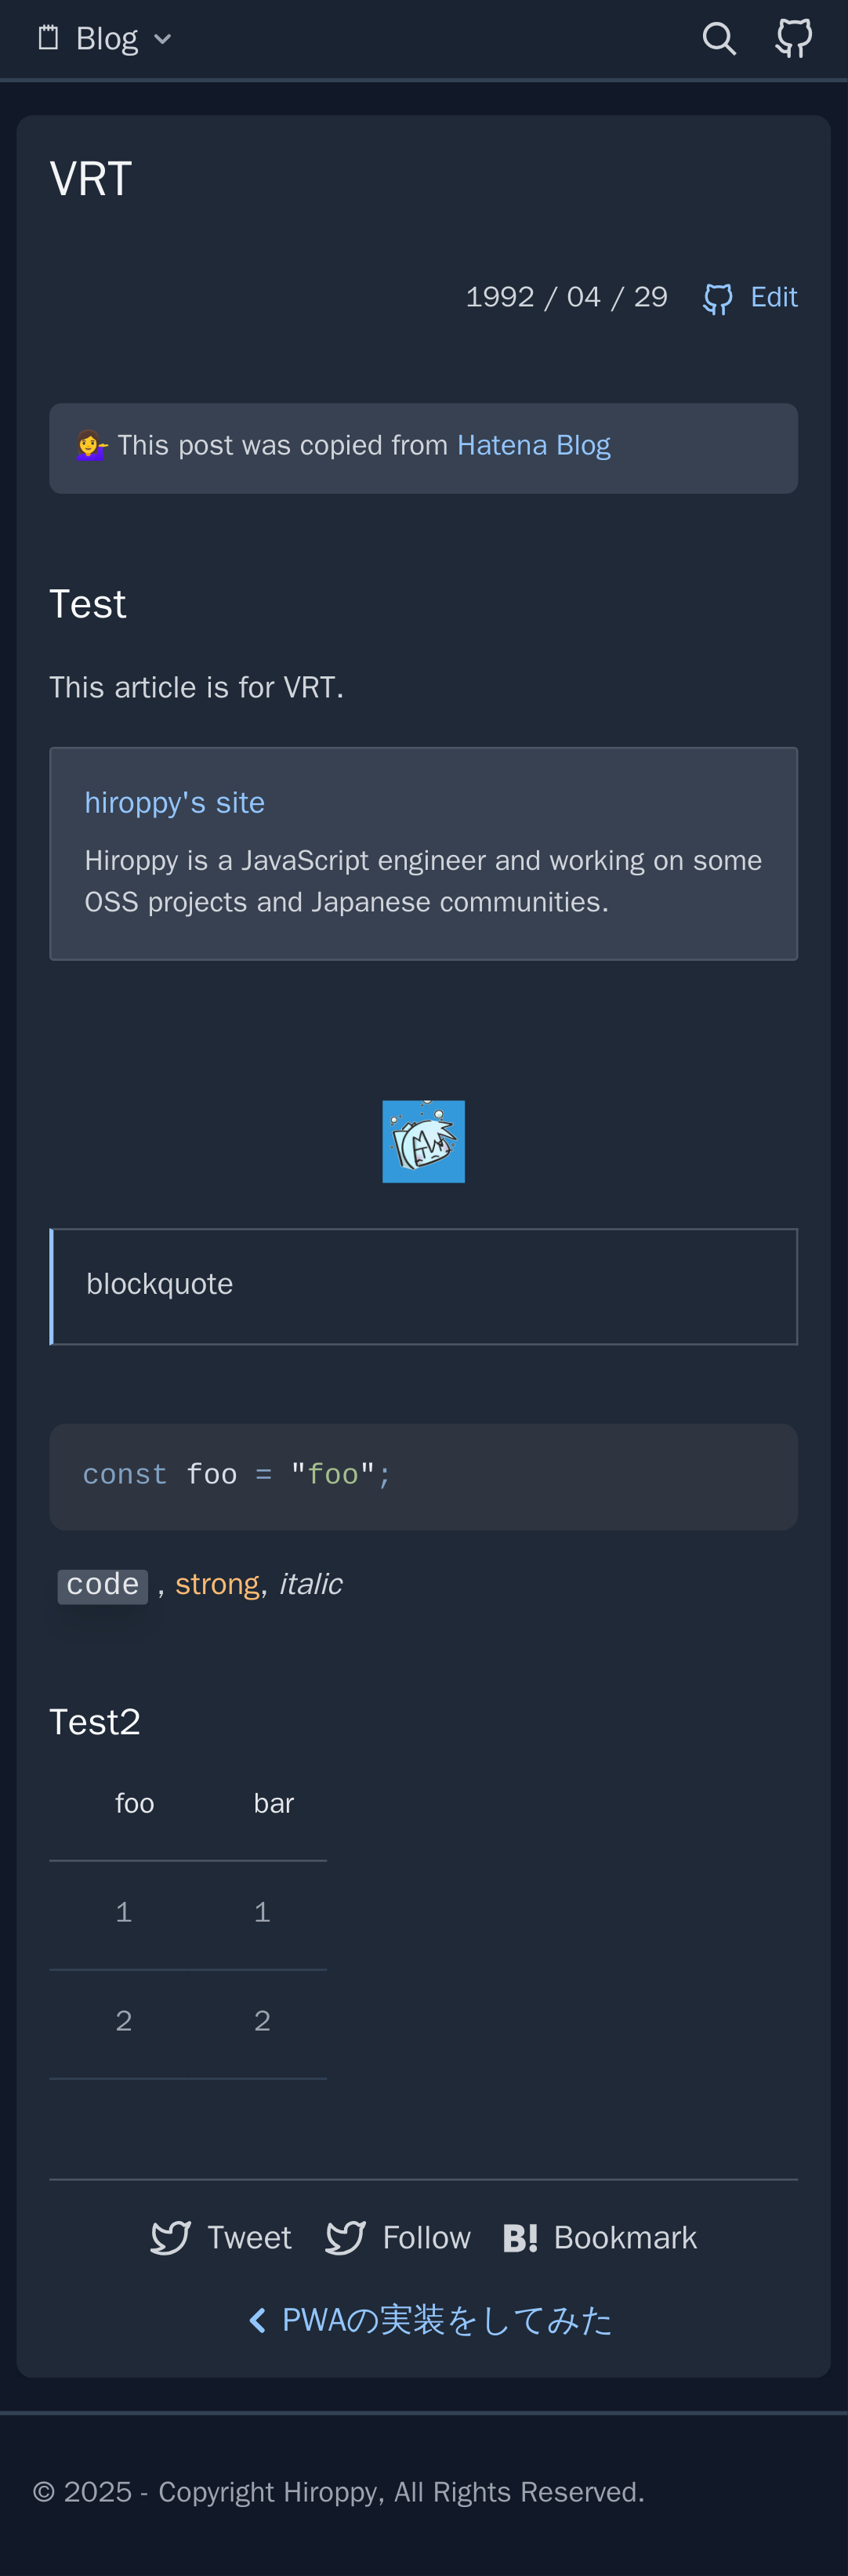 Blog
VRT
1992 / 04 / 29 Edit
💁‍♀️ This post was copied from Hatena Blog
Test
This article is for VRT.
hiroppy's site
Hiroppy is a JavaScript engineer and working on some
OSS projects and Japanese communities.
blockquote
const foo = "foo";
code , strong, italic
Test2
foo bar
1 1
2 2
Tweet Follow B! Bookmark
PWAの実装をしてみた
© 2025 - Copyright Hiroppy, All Rights Reserved.